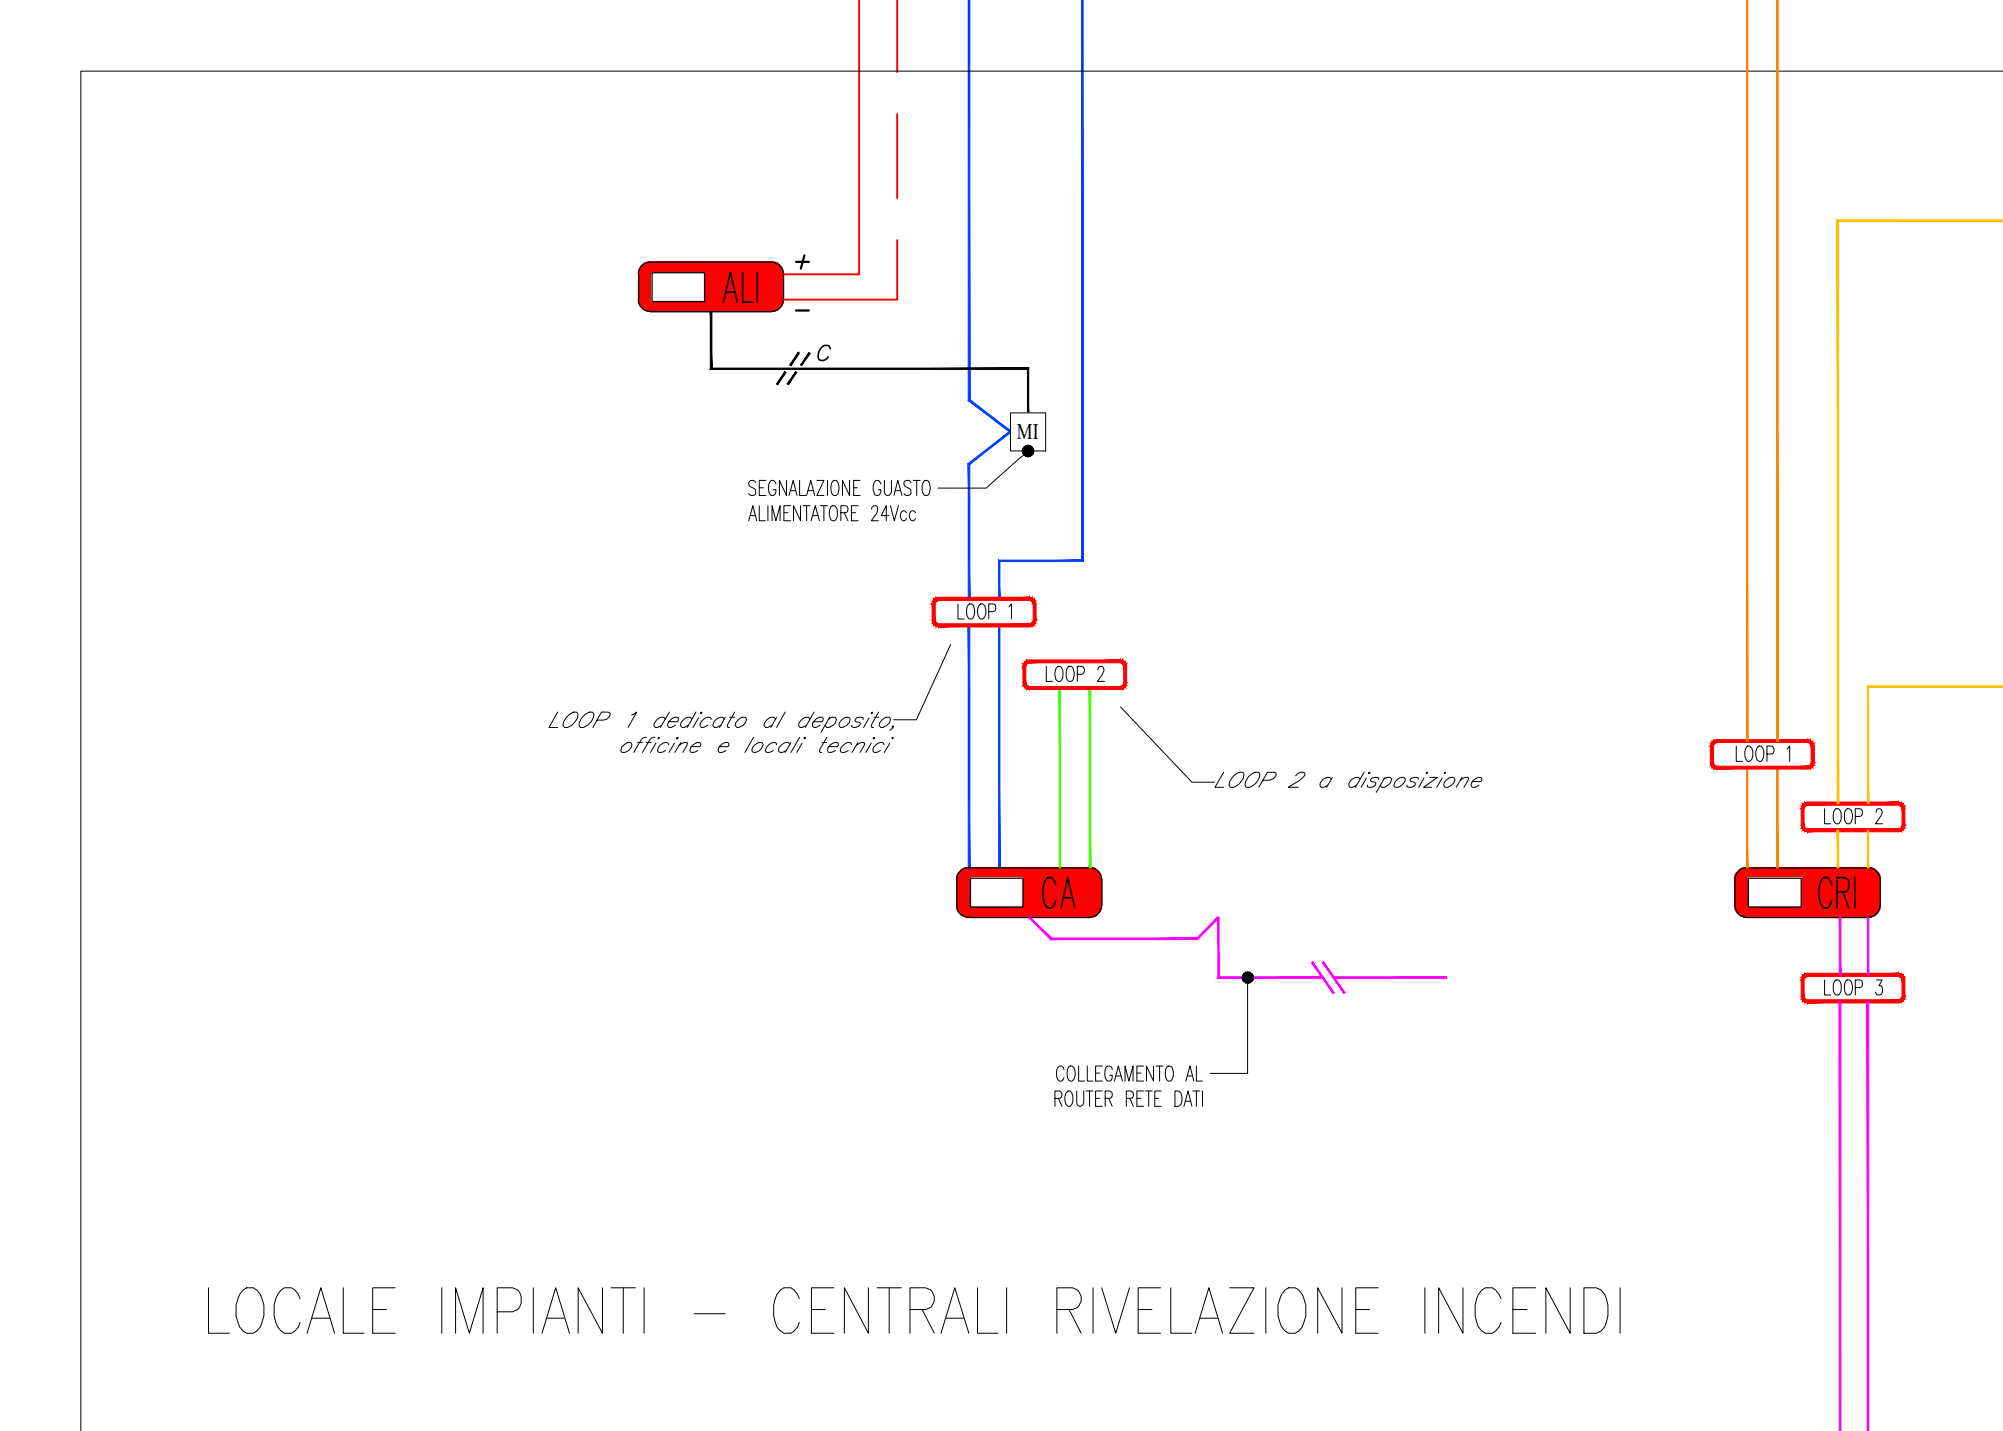 +
ALI
−
C
MI
SEGNALAZIONE GUASTO
ALIMENTATORE 24Vcc
LOOP 1
LOOP 2
LOOP 1 dedicato al deposito,
officine e locali tecnici
LOOP 2 a disposizione
LOOP 1
LOOP 2
CA
CRI
LOOP 3
COLLEGAMENTO AL
ROUTER RETE DATI
LOCALE IMPIANTI − CENTRALI RIVELAZIONE INCENDI